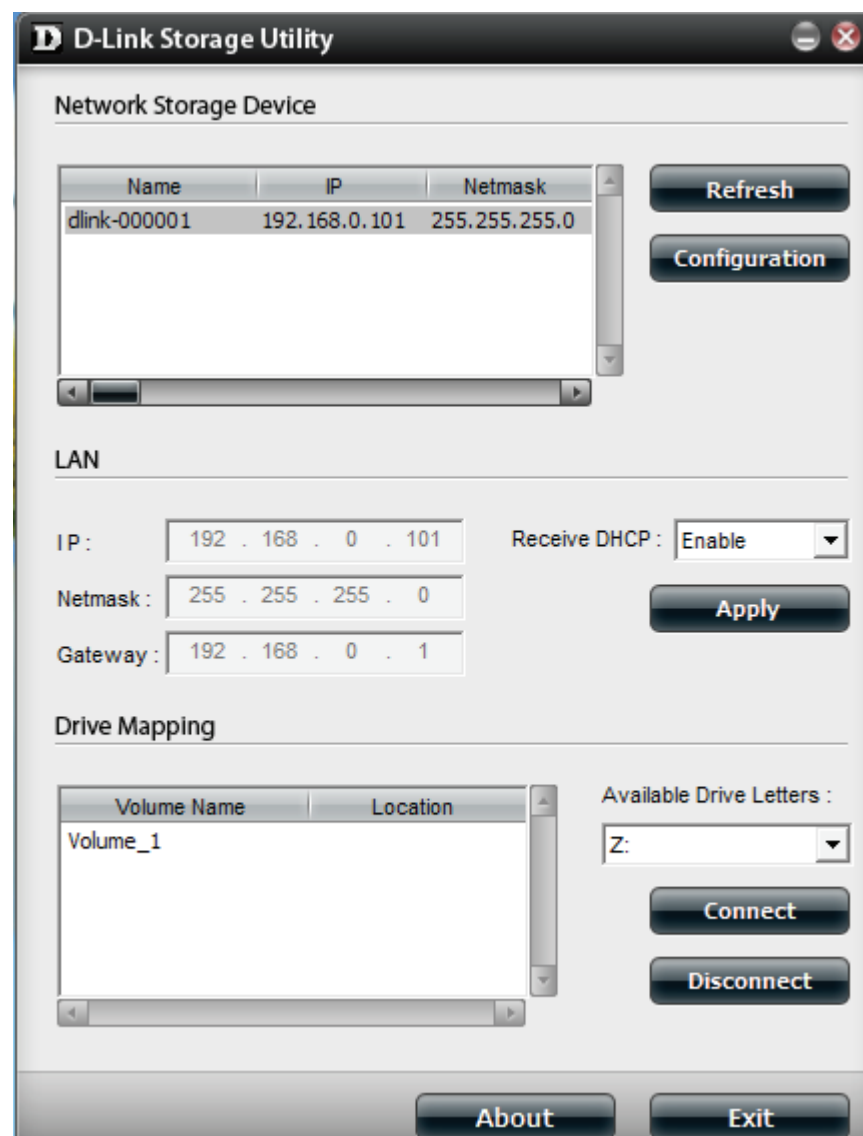 D D-Link Storage Utility
Network Storage Device
Name IP Netmask
dlink-000001 192.168.0.101 255.255.255.0
Refresh
Configuration
LAN
IP : 192 . 168 . 0 . 101
Receive DHCP : Enable
Netmask : 255 . 255 . 255 . 0
Apply
Gateway : 192 . 168 . 0 . 1
Drive Mapping
Volume Name Location
Volume_1
Available Drive Letters :
Z:
Connect
Disconnect
About Exit